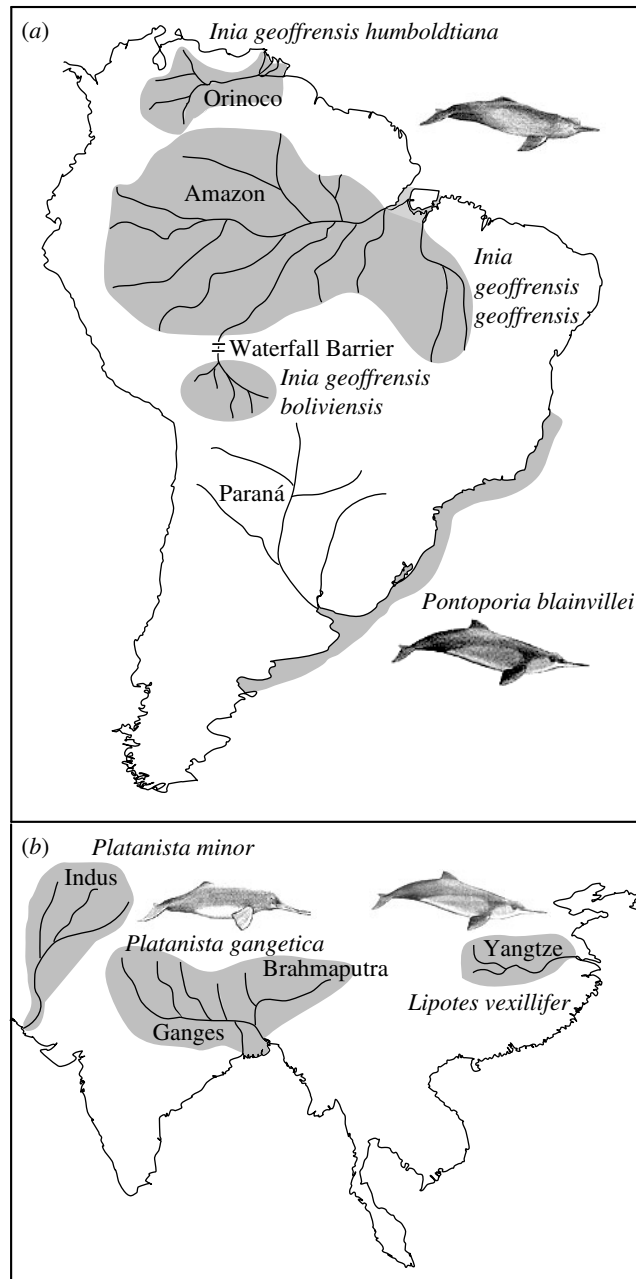 (a)
Inia geoffrensis humboldtiana
Orinoco
Amazon
Inia
geoffrensis
geoffrensis
Waterfall Barrier
Inia geoffrensis
boliviensis
Paraná
Pontoporia blainvillei
(b)
Platanista minor
Indus
Platanista gangetica
Brahmaputra
Yangtze
Ganges
Lipotes vexillifer